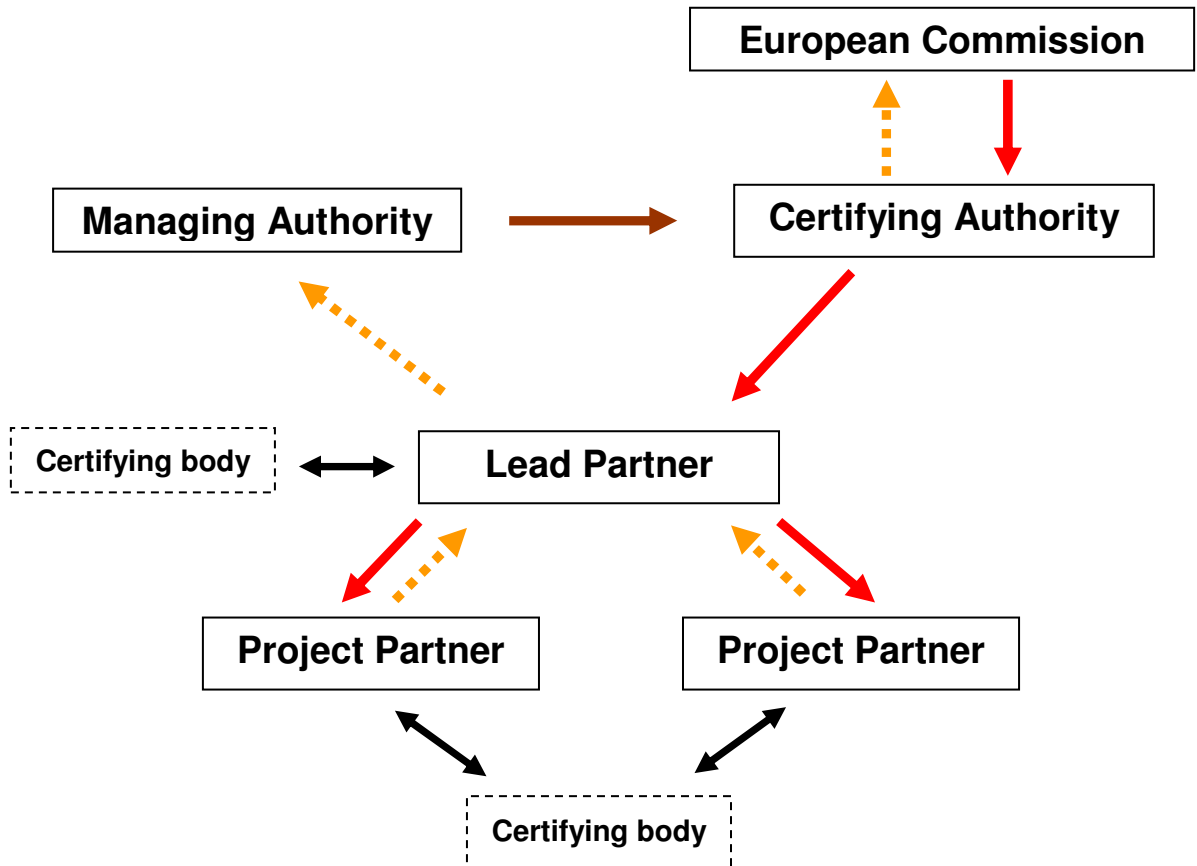 European Commission
Managing Authority
Certifying Authority
Certifying body
Lead Partner
Project Partner
Project Partner
Certifying body